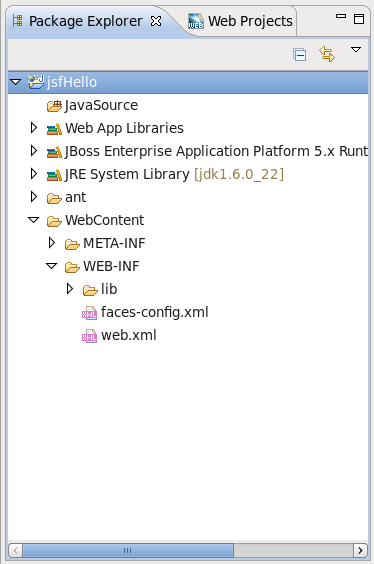 Package Explorer
Web Projects
jsfHello
JavaSource
Web App Libraries
JBoss Enterprise Application Platform 5.x Runt
JRE System Library [jdk1.6.0_22]
ant
WebContent
META-INF
WEB-INF
lib
faces-config.xml
web.xml